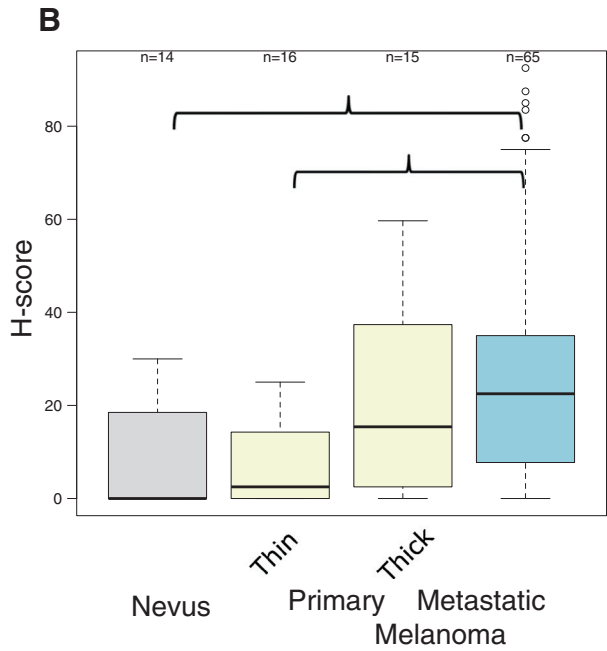 B
n=14 n=16 n=15 n=65
80
60
40
20
0
H-score
Thin Thick
Nevus Primary Metastatic
Melanoma